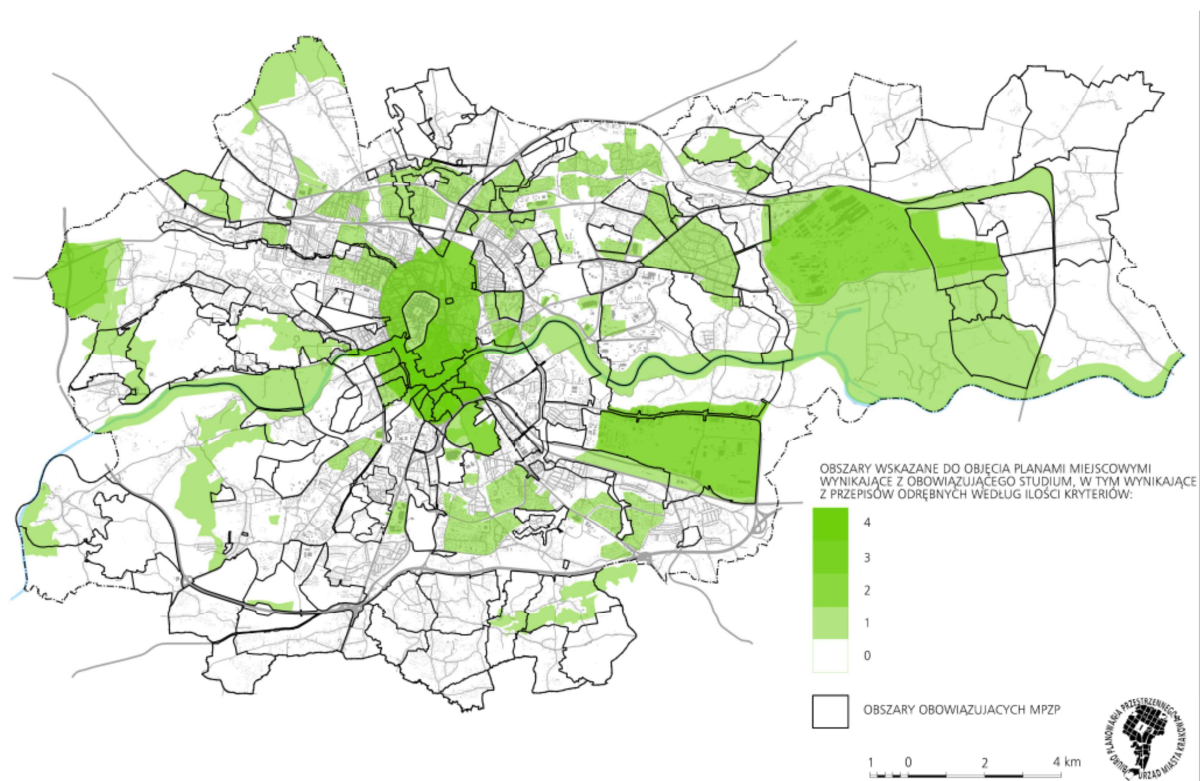 OBSZARY WSKAZANE DO OBJĘCIA PLANAMI MIEJSCOWYMI
WYNIKAJĄCE Z OBOWIĄZUJĄCEGO STUDIUM, W TYM WYNIKAJĄCE
Z PRZEPISÓW ODRĘBNYCH WEDŁUG ILOŚCI KRYTERIÓW:
4
3
2
1
0
OBSZARY OBOWIĄZUJACYCH MPZP
1 0 2 4 km
BIURO PLANOWANIA PRZESTRZENNEGO
URZĄD MIASTA KRAKOWA